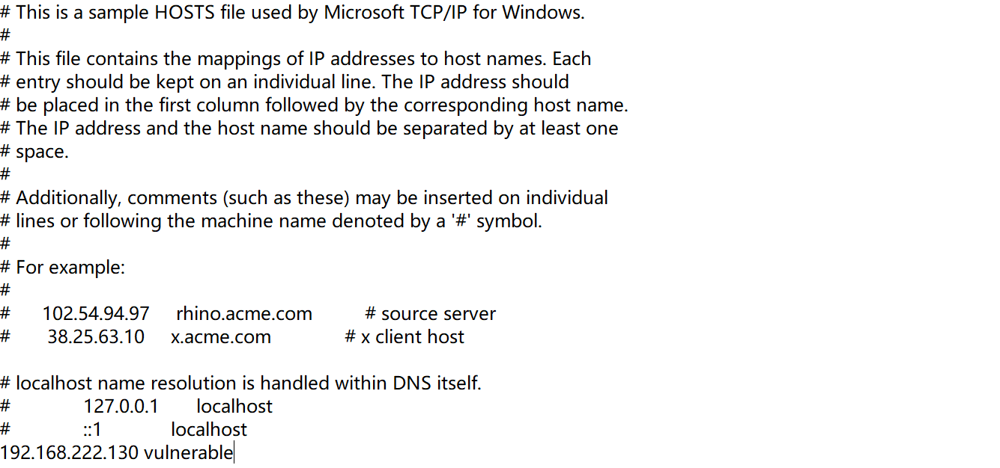 # This is a sample HOSTS file used by Microsoft TCP/IP for Windows.
#
# This file contains the mappings of IP addresses to host names. Each
# entry should be kept on an individual line. The IP address should
# be placed in the first column followed by the corresponding host name.
# The IP address and the host name should be separated by at least one
# space.
#
# Additionally, comments (such as these) may be inserted on individual
# lines or following the machine name denoted by a '#' symbol.
#
# For example:
#
#      102.54.94.97     rhino.acme.com          # source server
#       38.25.63.10     x.acme.com              # x client host

# localhost name resolution is handled within DNS itself.
#	127.0.0.1       localhost
#	::1             localhost
192.168.222.130 vulnerable